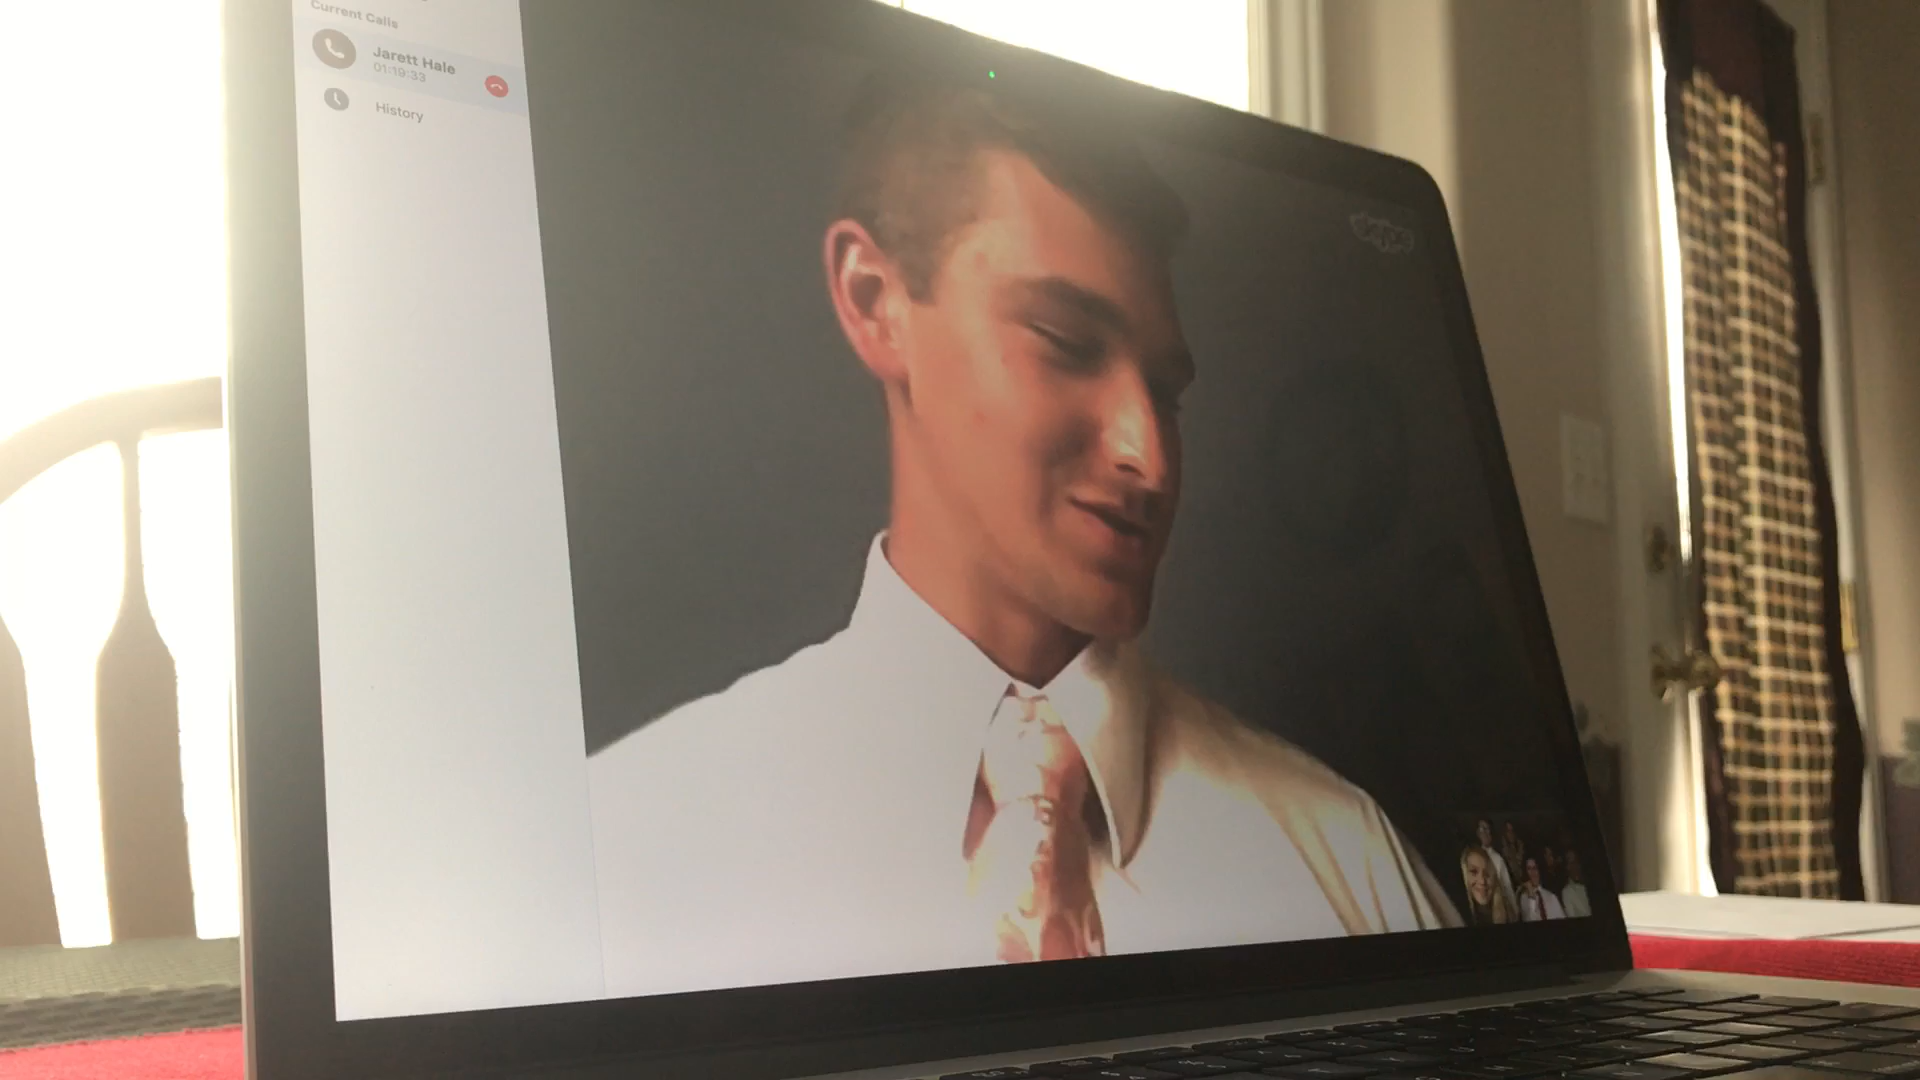 Current Calls
Jarett Hale
01:19:33
History
skype